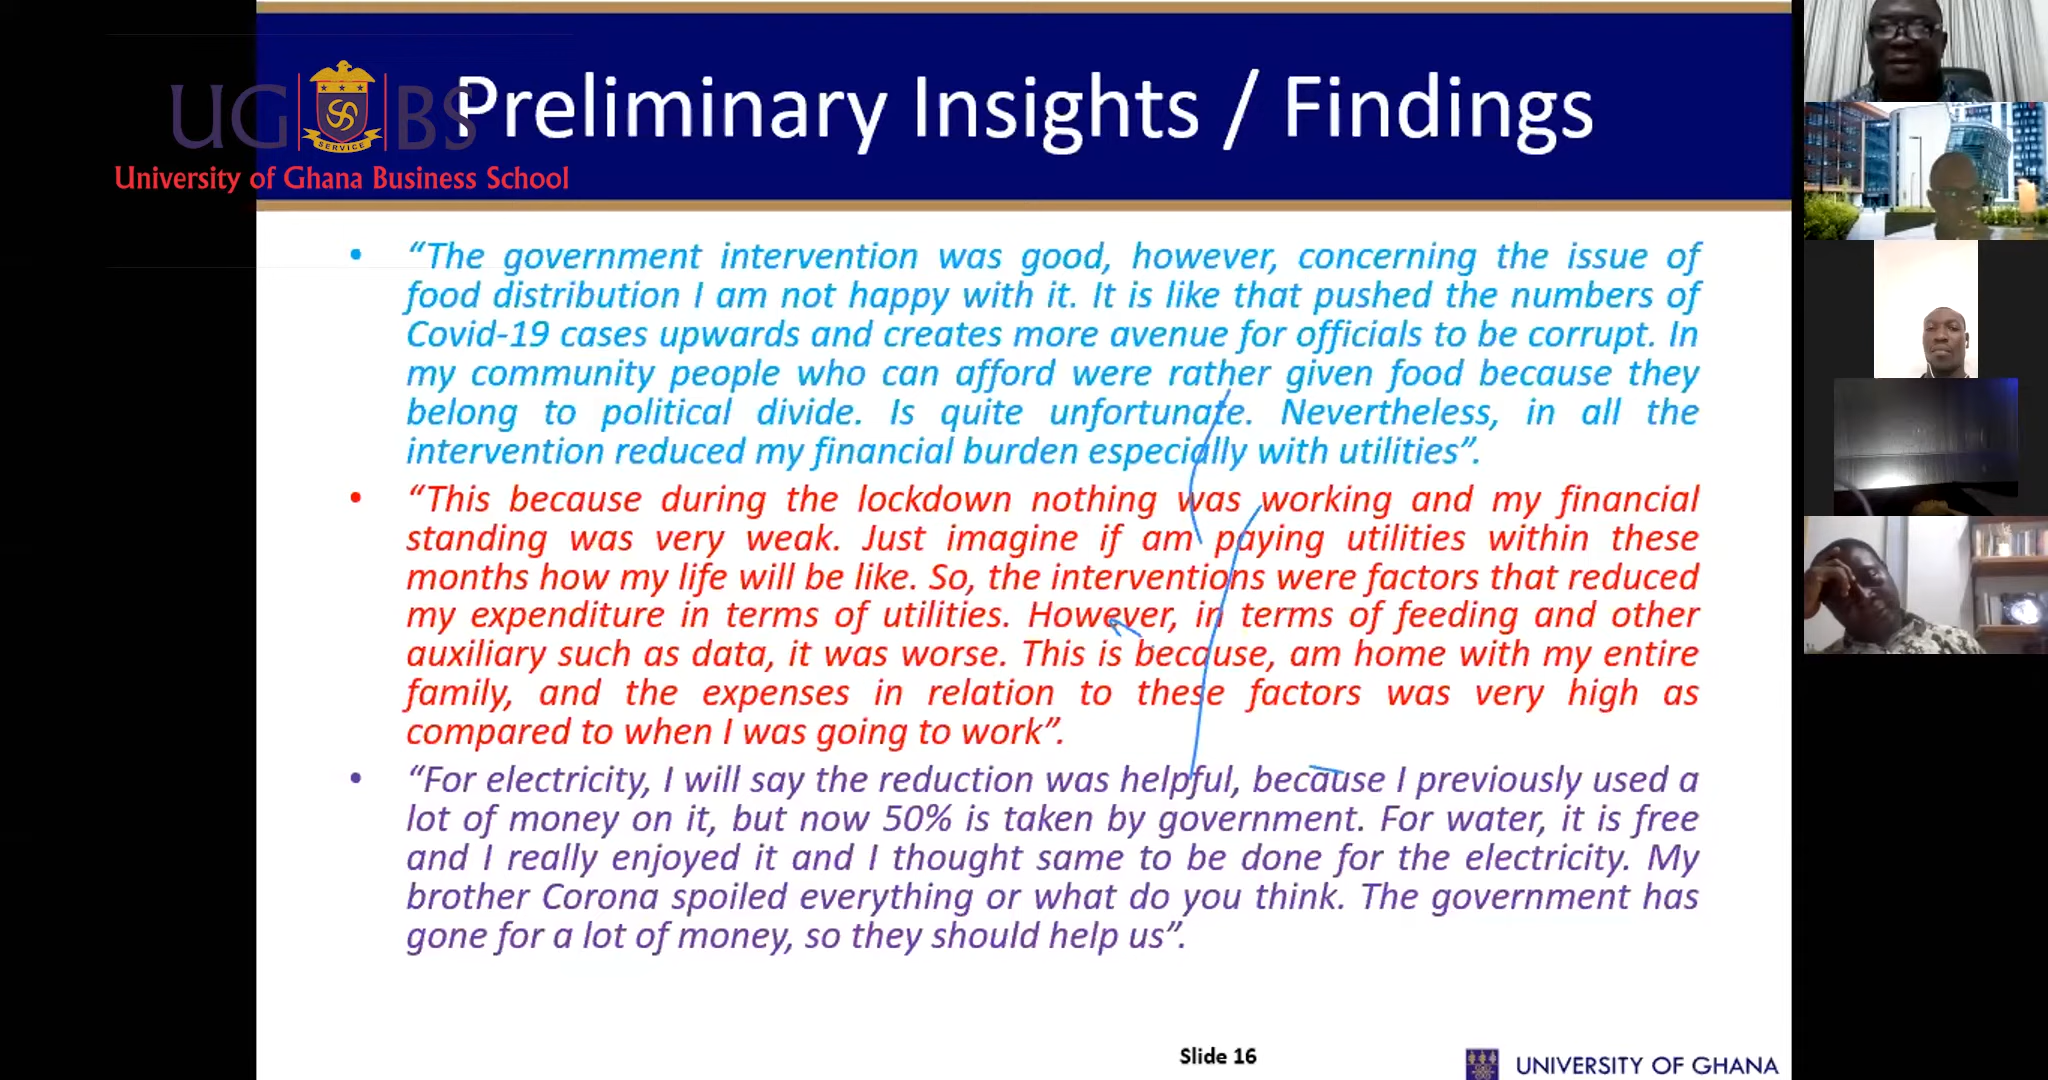 UGBS
SERVICE
University of Ghana Business School
Preliminary Insights / Findings
• “The government intervention was good, however, concerning the issue of
food distribution I am not happy with it. It is like that pushed the numbers of
Covid-19 cases upwards and creates more avenue for officials to be corrupt. In
my community people who can afford were rather given food because they
belong to political divide. Is quite unfortunate. Nevertheless, in all the
intervention reduced my financial burden especially with utilities”.
• “This because during the lockdown nothing was working and my financial
standing was very weak. Just imagine if am paying utilities within these
months how my life will be like. So, the interventions were factors that reduced
my expenditure in terms of utilities. However, in terms of feeding and other
auxiliary such as data, it was worse. This is because, am home with my entire
family, and the expenses in relation to these factors was very high as
compared to when I was going to work”.
• “For electricity, I will say the reduction was helpful, because I previously used a
lot of money on it, but now 50% is taken by government. For water, it is free
and I really enjoyed it and I thought same to be done for the electricity. My
brother Corona spoiled everything or what do you think. The government has
gone for a lot of money, so they should help us”.
Slide 16
UNIVERSITY OF GHANA